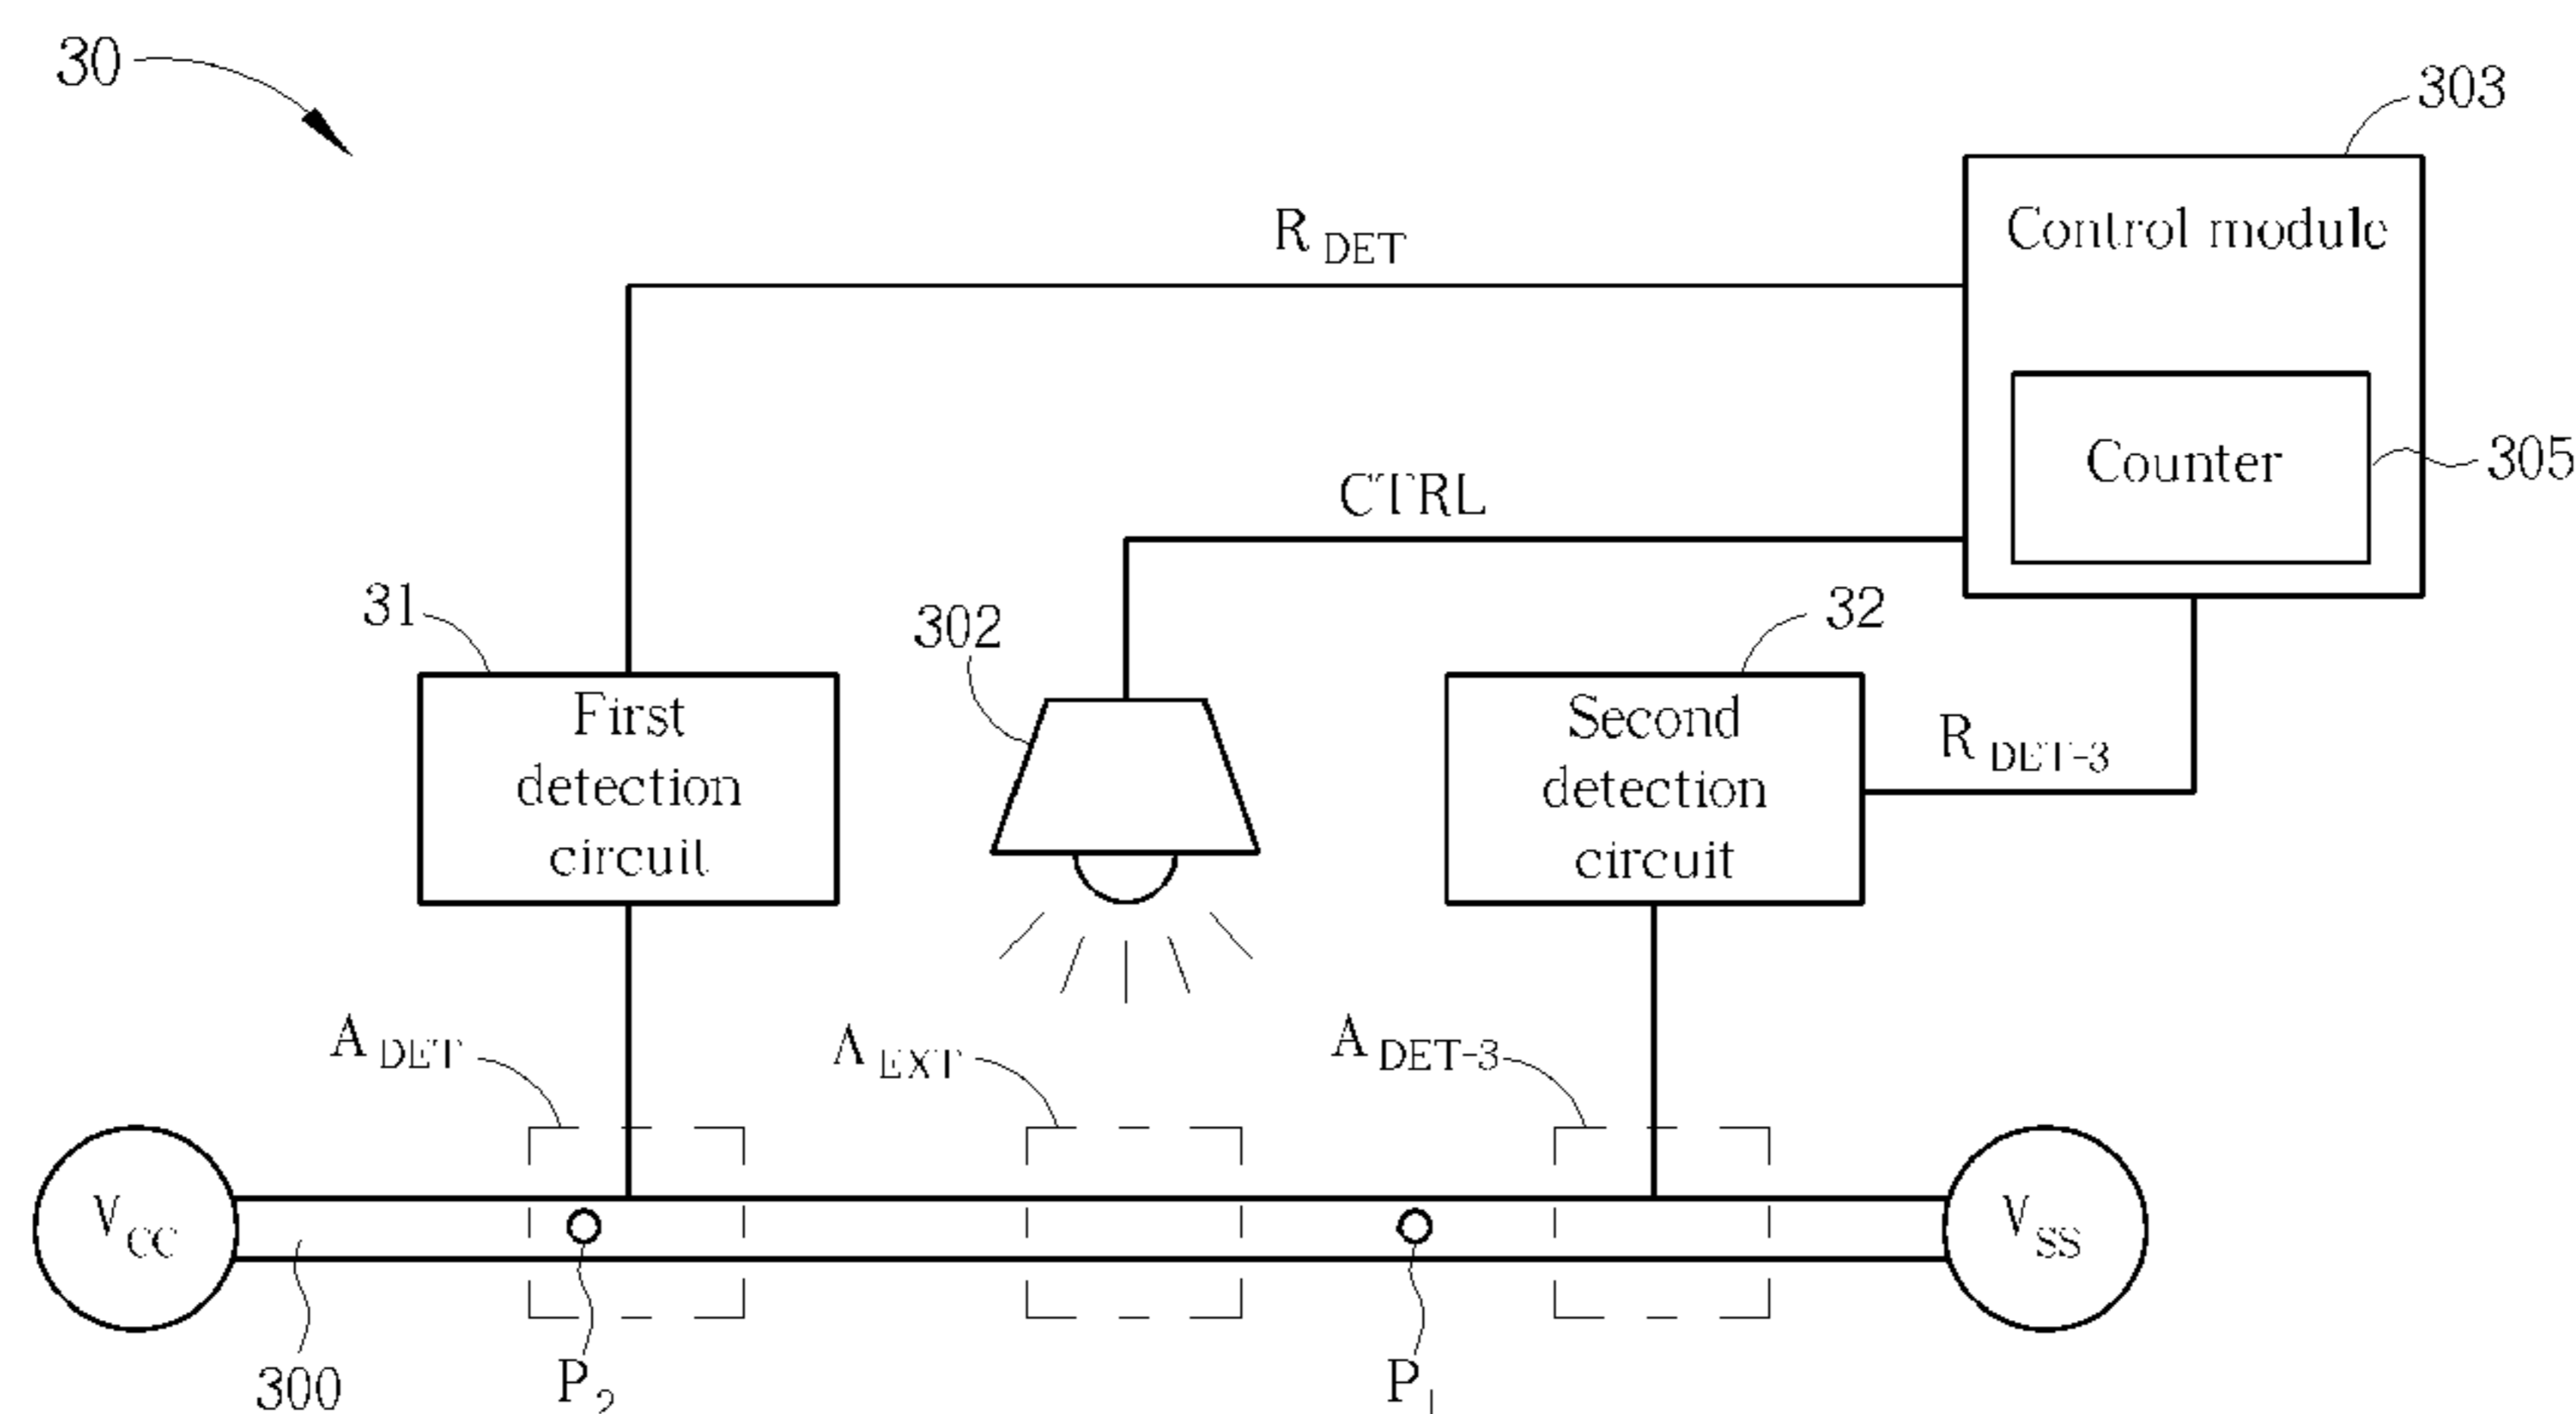 30
303
Control module
R DET
Counter
305
CTRL
31
302
32
First
detection
circuit
Second
detection
circuit
R DET-3
A DET
A EXT
A DET-3
V CC
V SS
300
P 2
P 1